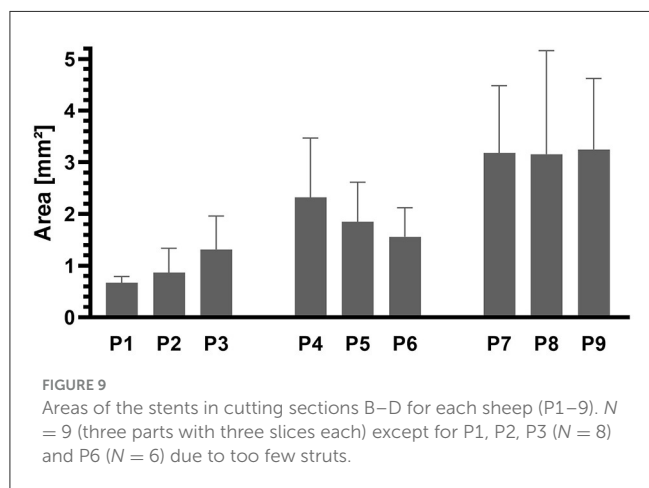 Area [mm²]
5
4
3
2
1
0
P1 P2 P3 P4 P5 P6 P7 P8 P9
FIGURE 9
Areas of the stents in cutting sections B–D for each sheep (P1–9). N
= 9 (three parts with three slices each) except for P1, P2, P3 (N = 8)
and P6 (N = 6) due to too few struts.